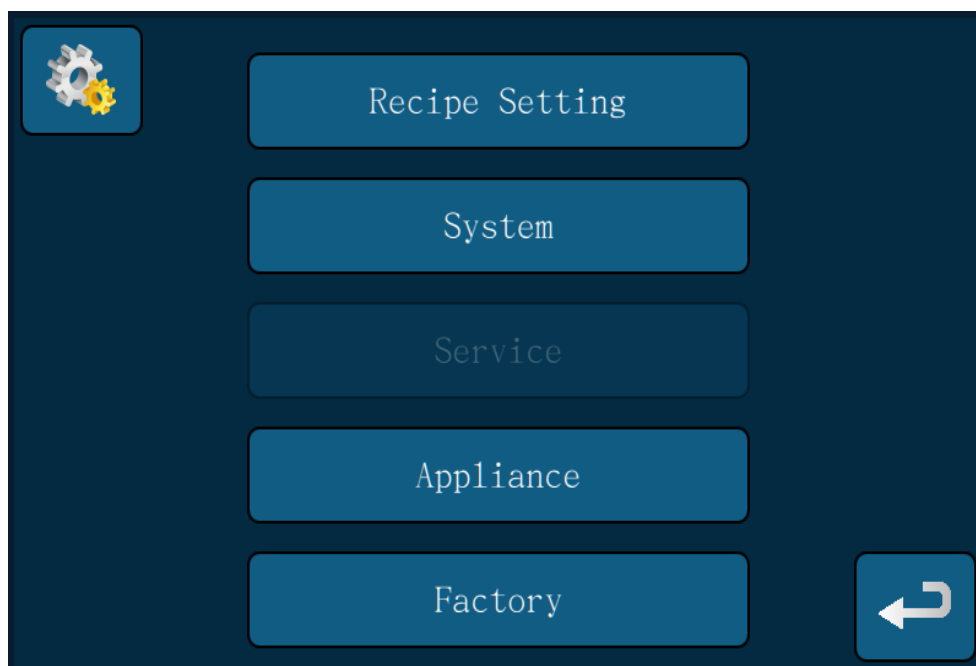 Recipe Setting
System
Service
Appliance
Factory